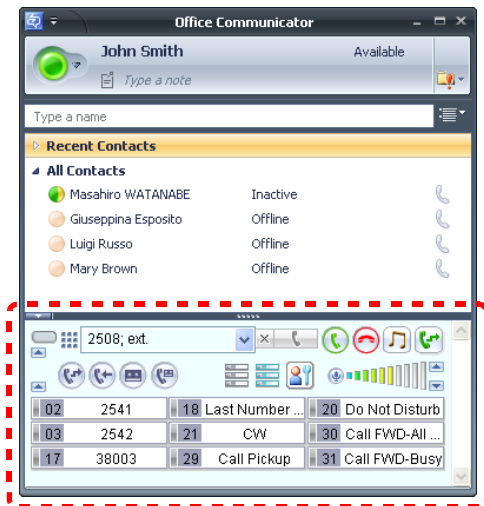 Office Communicator
John Smith Available
Type a note
Type a name
Recent Contacts
All Contacts
Masahiro WATANABE Inactive
Giuseppina Esposito Offline
Luigi Russo Offline
Mary Brown Offline
2508; ext.
02 2541 18 Last Number ... 20 Do Not Disturb
03 2542 21 CW 30 Call FWD-All ...
17 38003 29 Call Pickup 31 Call FWD-Busy